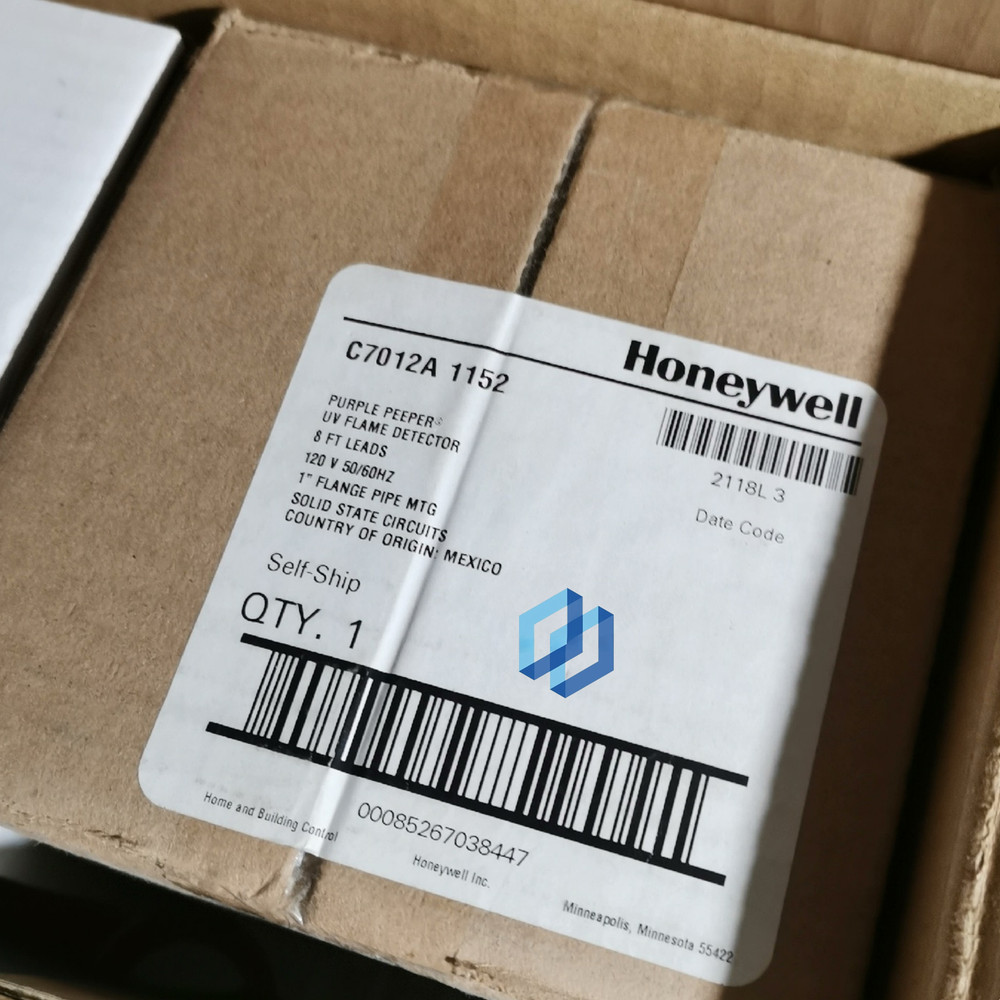 Honeywell
C7012A 1152
2118L 3
Date Code
PURPLE PEEPER®
UV FLAME DETECTOR
8 FT LEADS
120 V 50/60HZ
1" FLANGE PIPE MTG
SOLID STATE CIRCUITS
COUNTRY OF ORIGIN: MEXICO
Self-Ship
QTY. 1
00085267038447
Home and Building Control
Honeywell Inc.
Minneapolis, Minnesota 55422